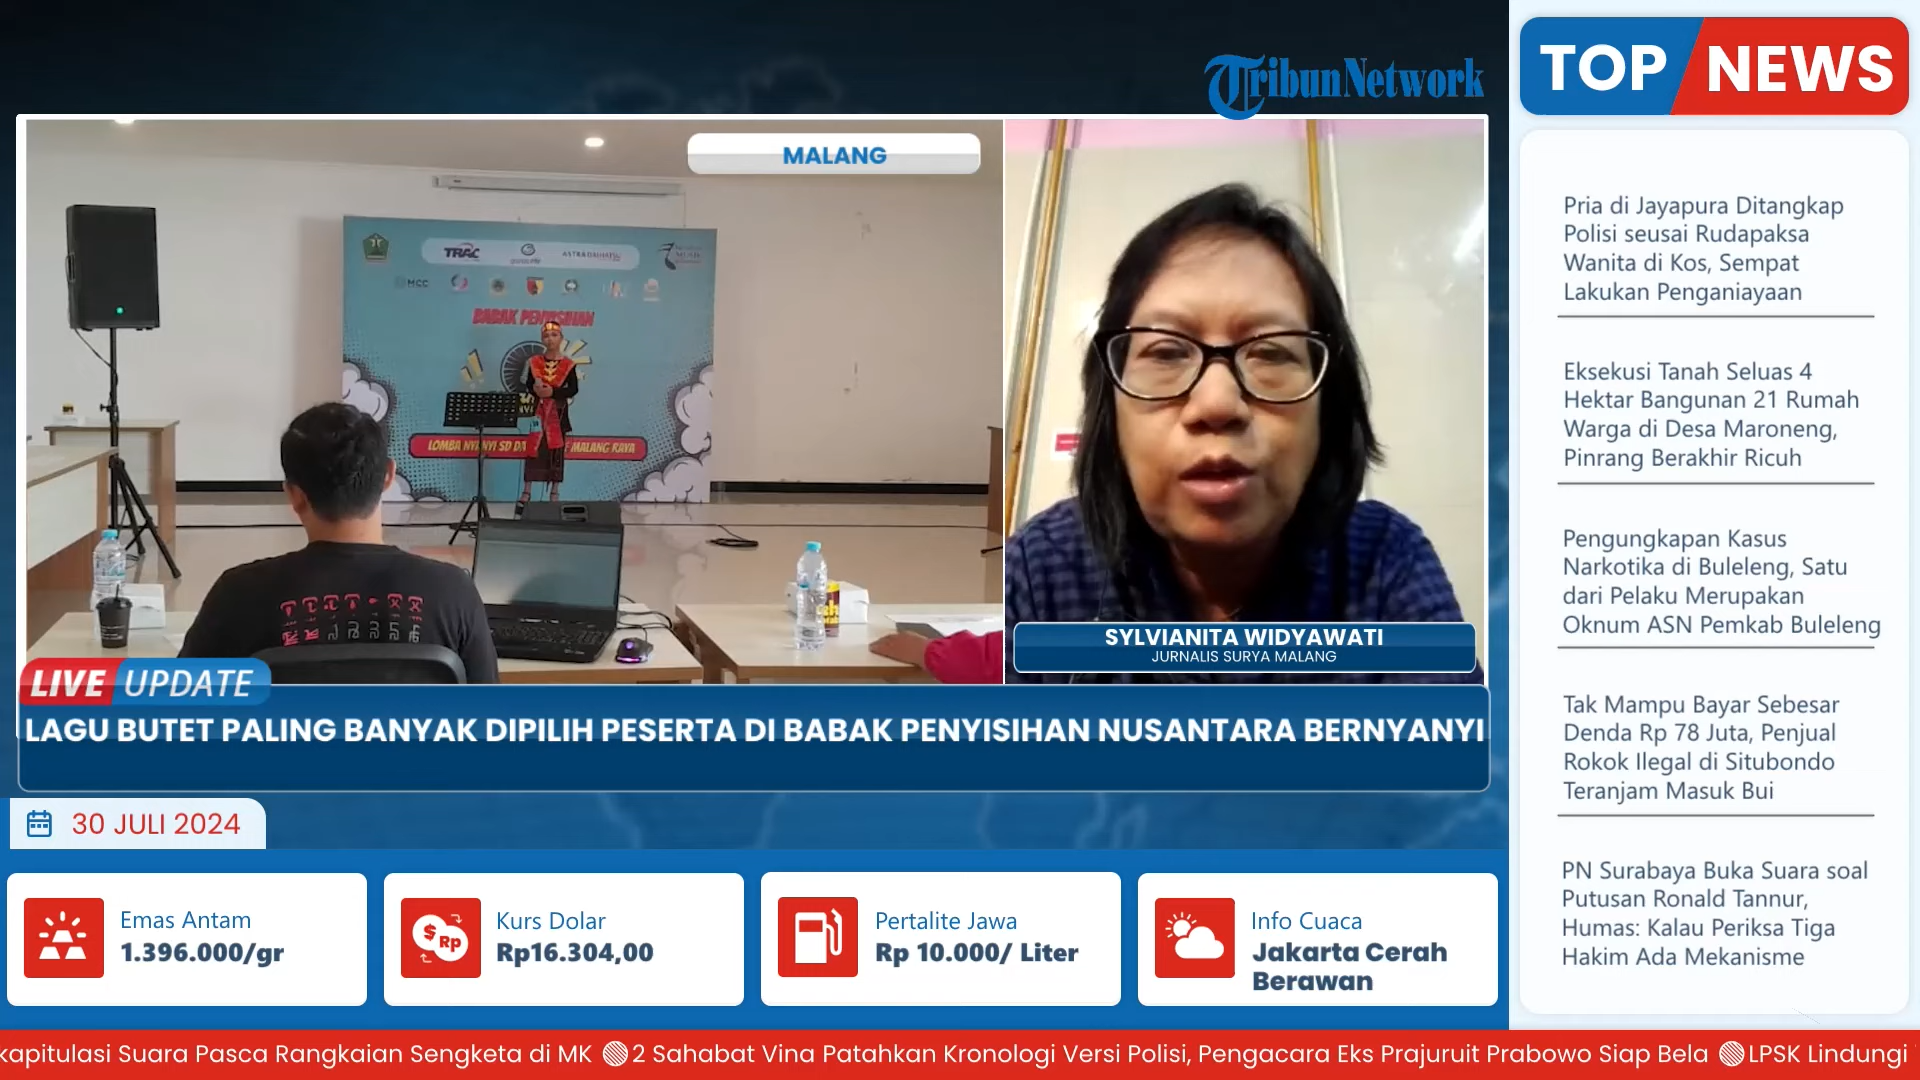 TribunNetwork
TOP NEWS
MALANG
TRAC
MCC
BABAK PENYISIHAN
LOMBA NYANYI SD
MALANG RAYA
SYLVIANITA WIDYAWATI
JURNALIS SURYA MALANG
LIVE UPDATE
LAGU BUTET PALING BANYAK DIPILIH PESERTA DI BABAK PENYISIHAN NUSANTARA BERNYANYI
30 JULI 2024
Emas Antam
1.396.000/gr
Kurs Dolar
Rp16.304,00
Pertalite Jawa
Rp 10.000/ Liter
Info Cuaca
Jakarta Cerah
Berawan
Pria di Jayapura Ditangkap
Polisi seusai Rudapaksa
Wanita di Kos, Sempat
Lakukan Penganiayaan
Eksekusi Tanah Seluas 4
Hektar Bangunan 21 Rumah
Warga di Desa Maroneng,
Pinrang Berakhir Ricuh
Pengungkapan Kasus
Narkotika di Buleleng, Satu
dari Pelaku Merupakan
Oknum ASN Pemkab Buleleng
Tak Mampu Bayar Sebesar
Denda Rp 78 Juta, Penjual
Rokok Ilegal di Situbondo
Teranjam Masuk Bui
PN Surabaya Buka Suara soal
Putusan Ronald Tannur,
Humas: Kalau Periksa Tiga
Hakim Ada Mekanisme
kapitulasi Suara Pasca Rangkaian Sengketa di MK 2 Sahabat Vina Patahkan Kronologi Versi Polisi, Pengacara Eks Prajuruit Prabowo Siap Bela LPSK Lindungi